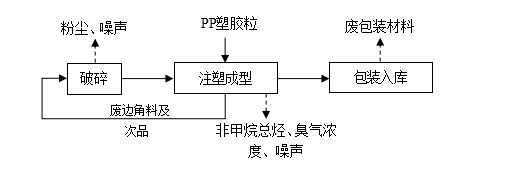 粉尘、噪声
PP塑胶粒
废包装材料
破碎
注塑成型
包装入库
废边角料及
次品
非甲烷总烃、臭气浓
度、噪声